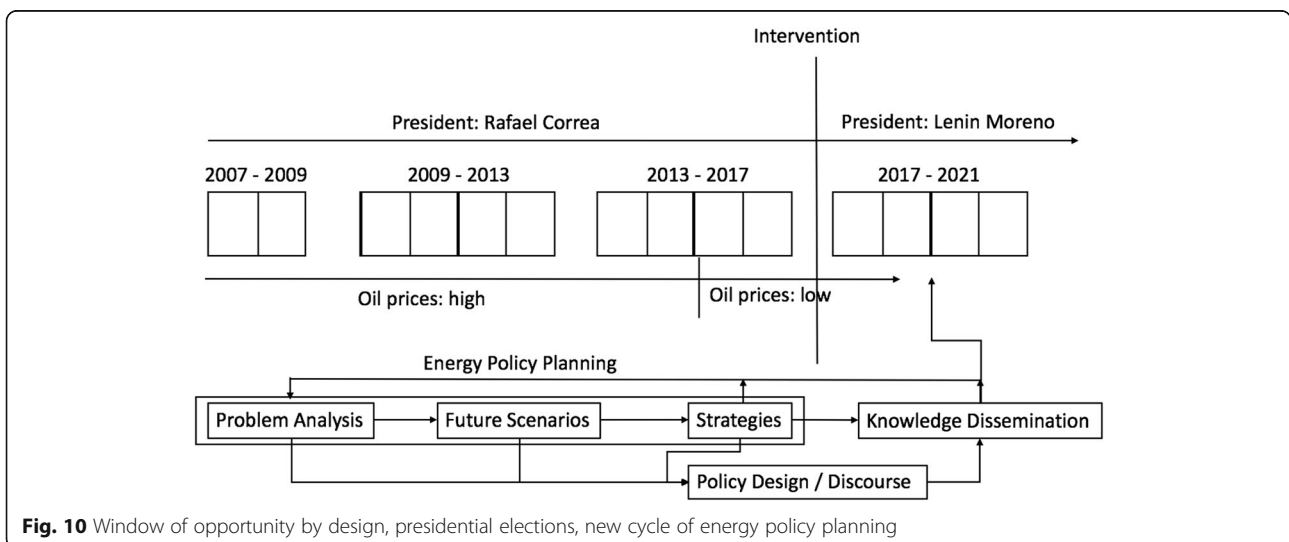 Intervention
President: Rafael Correa
President: Lenin Moreno
2007 - 2009
2009 - 2013
2013 - 2017
2017 - 2021
Oil prices: high
Oil prices: low
Energy Policy Planning
Problem Analysis
Future Scenarios
Strategies
Knowledge Dissemination
Policy Design / Discourse
Fig. 10 Window of opportunity by design, presidential elections, new cycle of energy policy planning